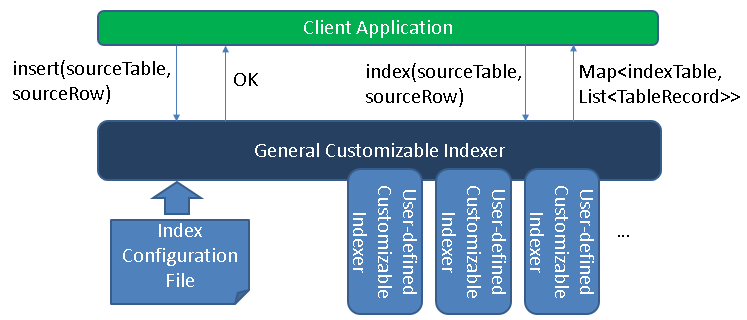 Client Application
insert(sourceTable,
sourceRow)
OK
index(sourceTable,
sourceRow)
Map<indexTable,
List<TableRecord>>
General Customizable Indexer
Index
Configuration
File
User-defined
Customizable
Indexer
User-defined
Customizable
Indexer
User-defined
Customizable
Indexer
...